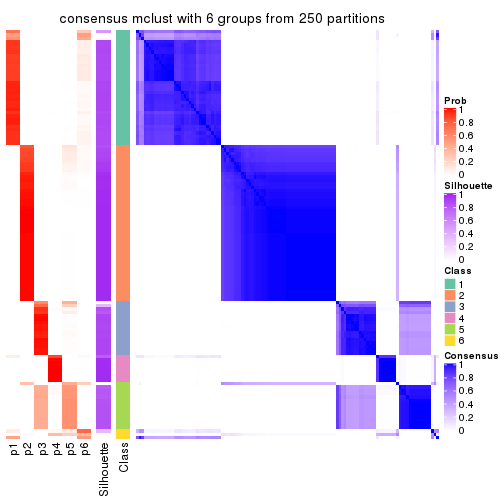 consensus mclust with 6 groups from 250 partitions
Prob
1
0.8
0.6
0.4
0.2
0
Silhouette
1
0.8
0.6
0.4
0.2
0
Class
1
2
3
4
5
6
Consensus
1
0.8
0.6
0.4
0.2
0
p1
p2
p3
p4
p5
p6
Silhouette
Class